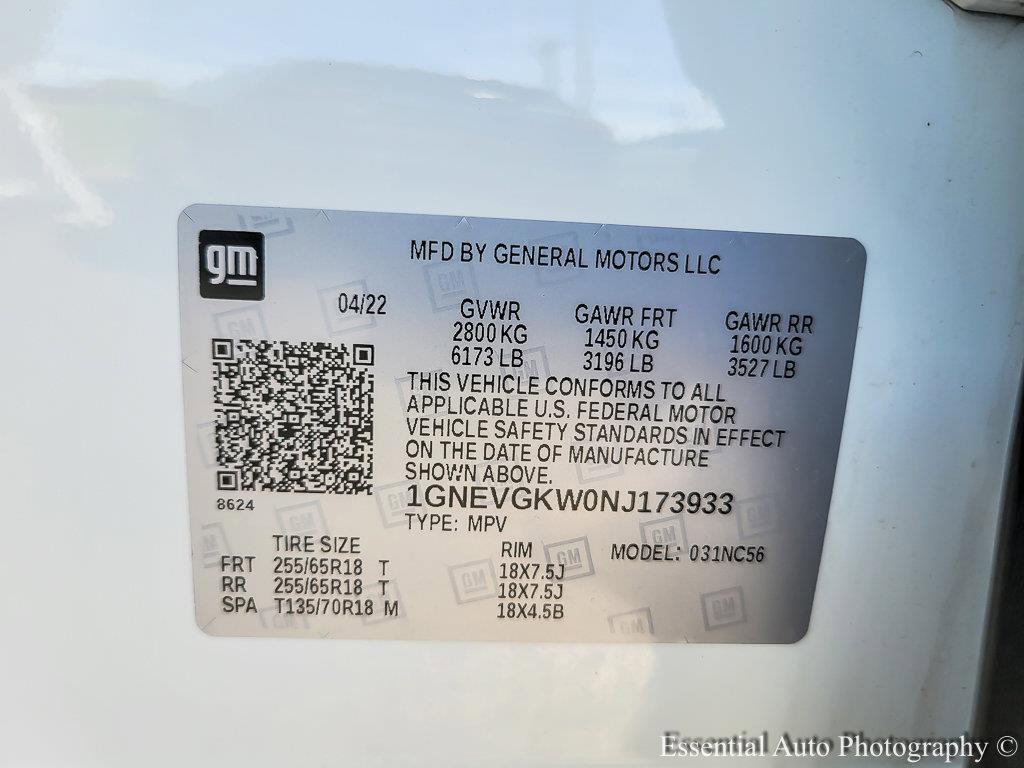 gm
MFD BY GENERAL MOTORS LLC
04/22
GVWR
2800 KG
6173 LB
GAWR FRT
1450 KG
3196 LB
GAWR RR
1600 KG
3527 LB
THIS VEHICLE CONFORMS TO ALL
APPLICABLE U.S. FEDERAL MOTOR
VEHICLE SAFETY STANDARDS IN EFFECT
ON THE DATE OF MANUFACTURE
SHOWN ABOVE.
1GNEVGKW0NJ173933
TYPE: MPV
8624
TIRE SIZE
RIM
MODEL: 031NC56
FRT 255/65R18 T 18X7.5J
RR 255/65R18 T 18X7.5J
SPA T135/70R18 M 18X4.5B
Essential Auto Photography ©